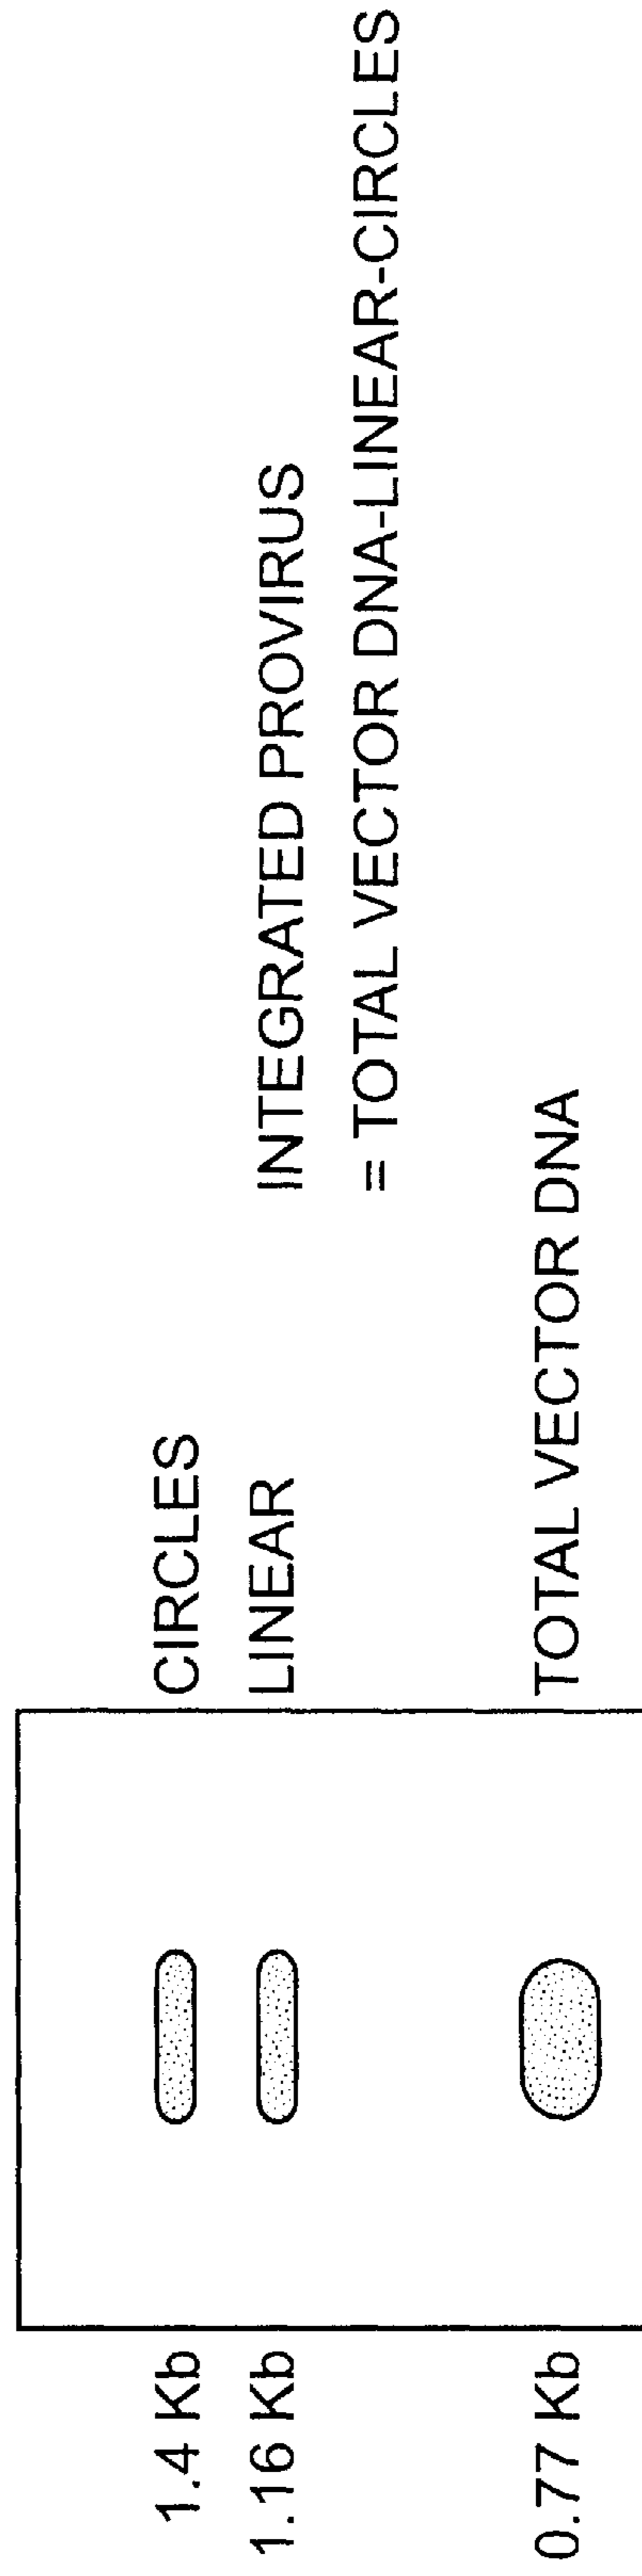 1.4 Kb
CIRCLES
1.16 Kb
LINEAR
INTEGRATED PROVIRUS
= TOTAL VECTOR DNA-LINEAR-CIRCLES
0.77 Kb
TOTAL VECTOR DNA